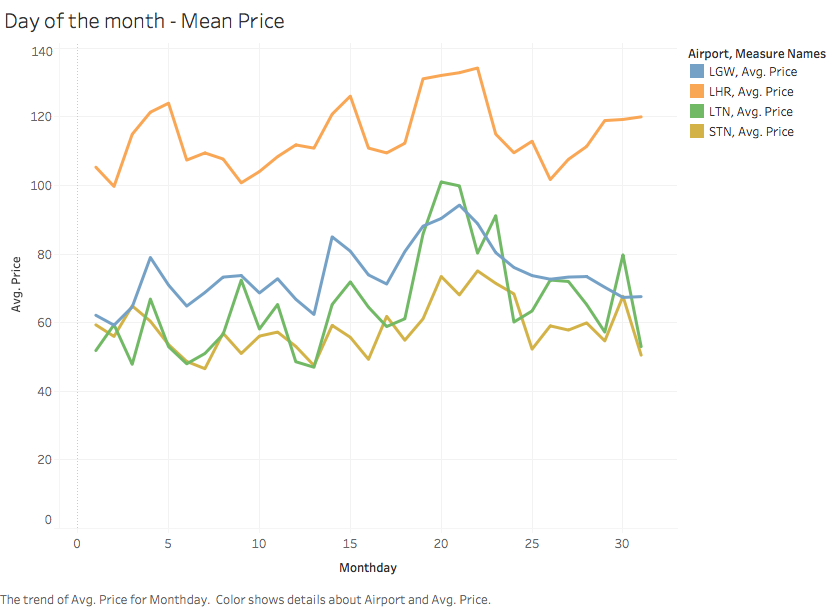 Day of the month - Mean Price
Airport, Measure Names
LGW, Avg. Price
LHR, Avg. Price
LTN, Avg. Price
STN, Avg. Price
140
120
100
80
60
40
20
0
Avg. Price
0 5 10 15 20 25 30
Monthday
The trend of Avg. Price for Monthday. Color shows details about Airport and Avg. Price.